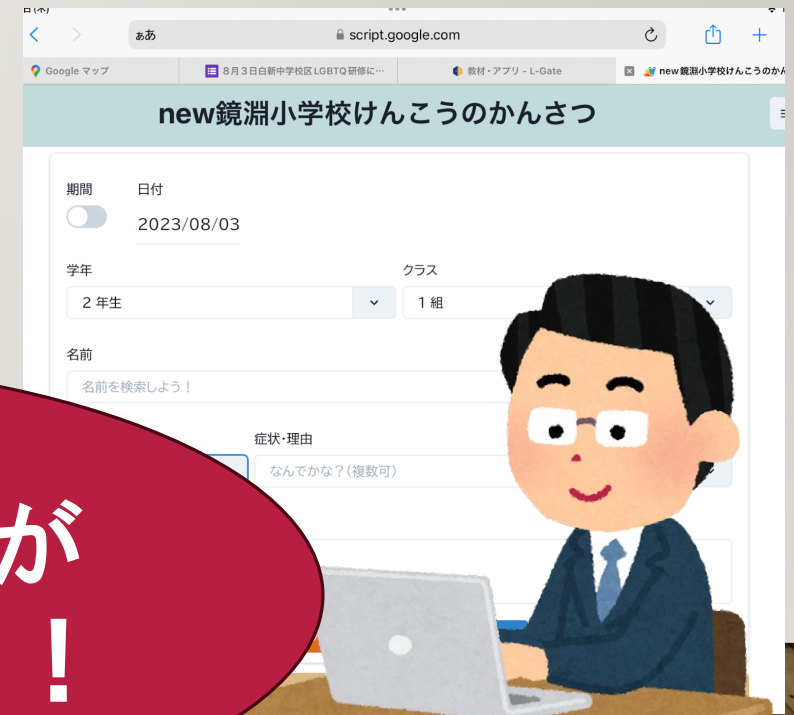 ぁあ
script.google.com
Google マップ
8月3日白新中学校区LGBTQ研修に…
教材・アプリ - L-Gate
new鏡淵小学校けんこうのかん
new鏡淵小学校けんこうのかんさつ
期間
日付
2023/08/03
学年
クラス
2 年生
1 組
名前
名前を検索しよう！
症状・理由
なんでかな？(複数可)
が
！